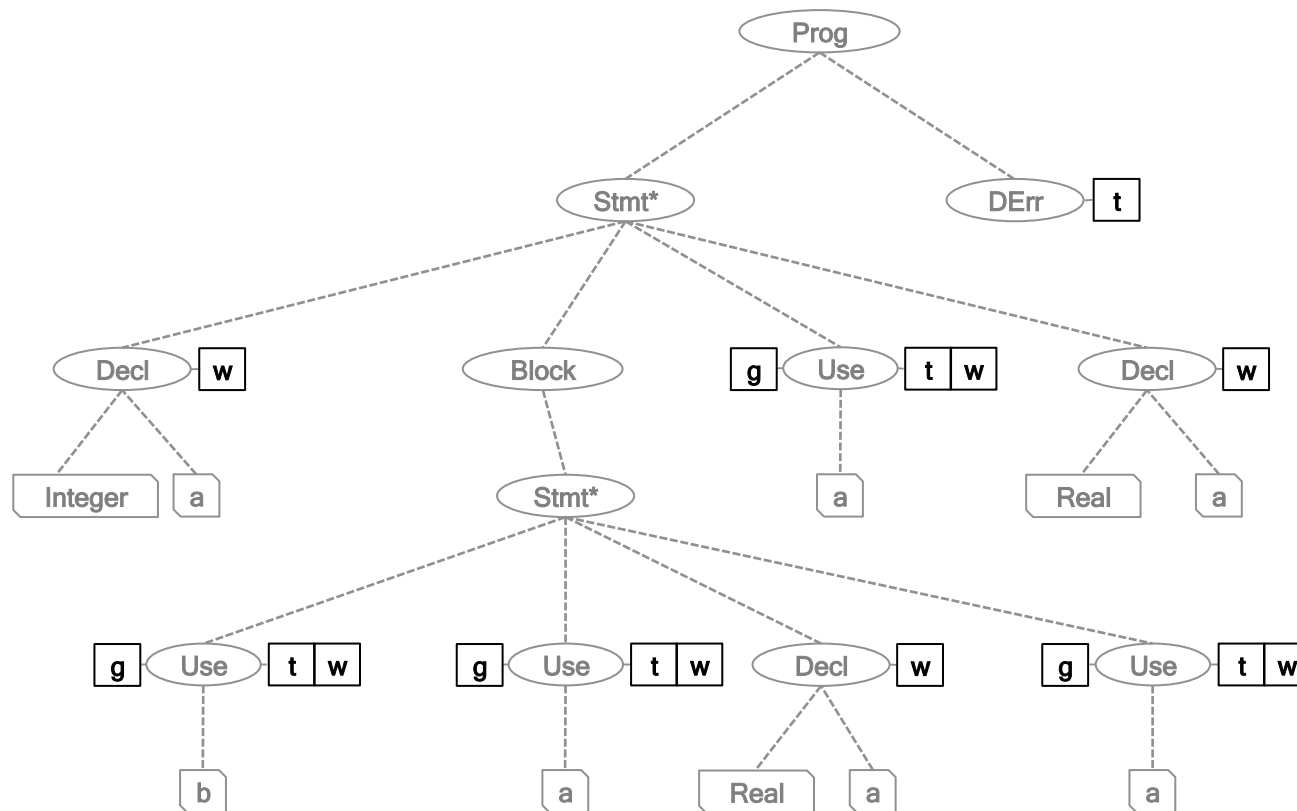 Prog
Stmt* DErr t
Decl w Block g Use t w Decl w
Integer a a Real a
Stmt*
g Use t w g Use t w Decl w g Use t w
b a Real a a